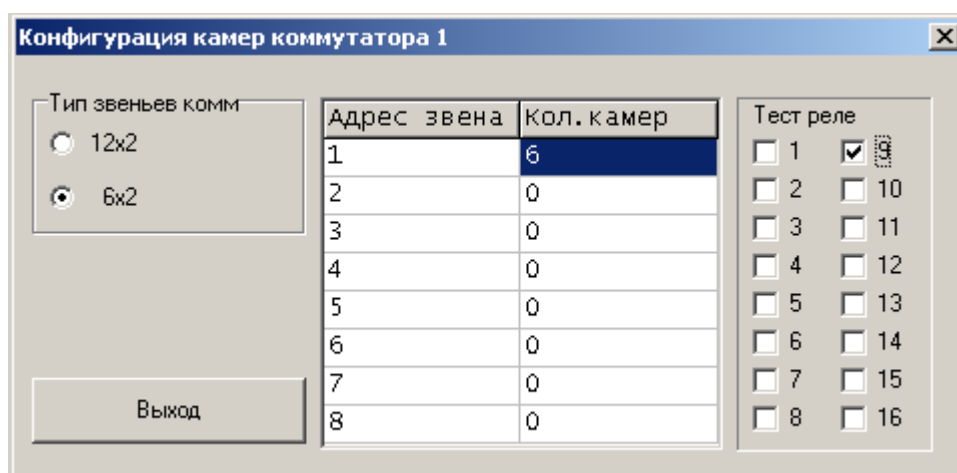 Конфигурация камер коммутатора 1
Тип звеньев комм
12x2
6x2
Выход
Адрес звена Кол.камер
1 6
2 0
3 0
4 0
5 0
6 0
7 0
8 0
Тест реле
1 9
2 10
3 11
4 12
5 13
6 14
7 15
8 16